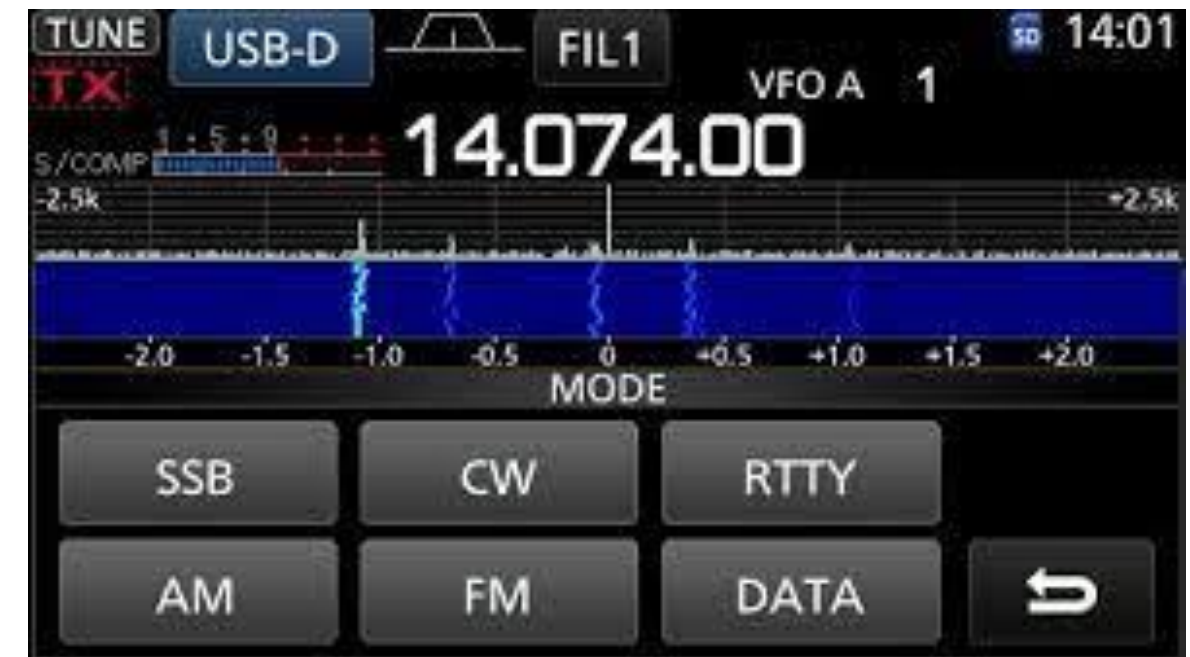 TUNE USB-D FIL1 SD 14:01
TX VFO A 1
14.074.00
1 5 9
S/COMP
-2.5k +2.5k
-2.0 -1.5 -1.0 -0.5 0 +0.5 +1.0 +1.5 +2.0
MODE
SSB CW RTTY
AM FM DATA